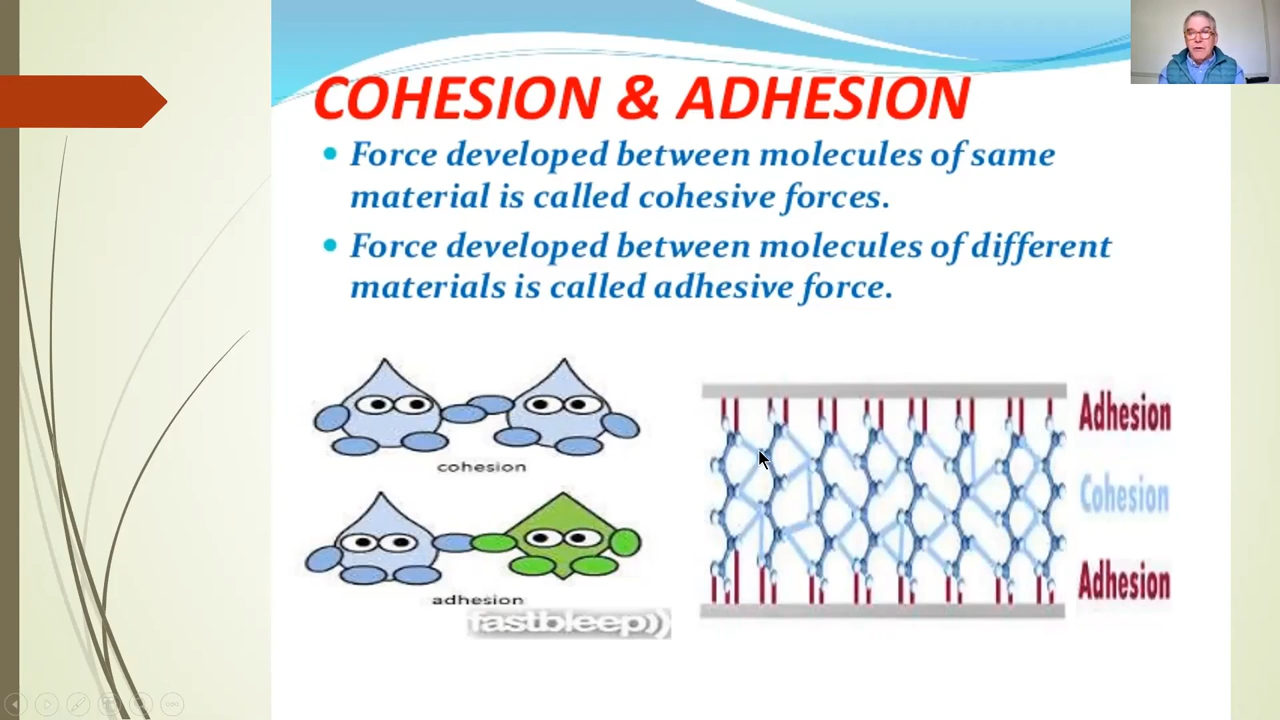 COHESION & ADHESION
Force developed between molecules of same
material is called cohesive forces.
Force developed between molecules of different
materials is called adhesive force.
cohesion
adhesion
fastbleep))
Adhesion
Cohesion
Adhesion